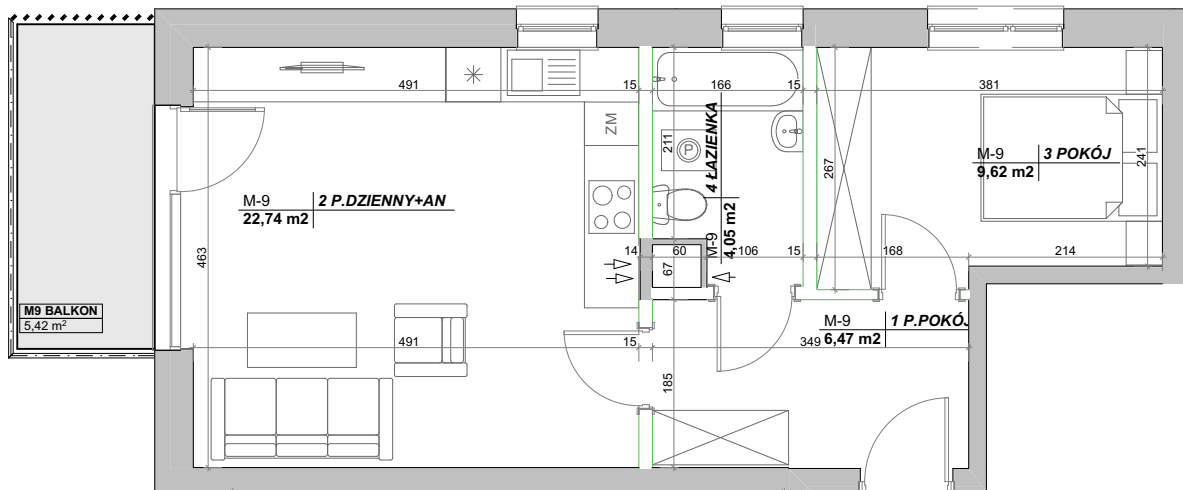 491
15
166
15
381
ZM
211
P
4 ŁAZIENKA
M-9
4,05 m2
267
M-9
3 POKÓJ
9,62 m2
241
M-9
2 P.DZIENNY+AN
22,74 m2
463
14
60
106
15
168
214
67
M9 BALKON
5,42 m²
M-9
1 P.POKÓJ
6,47 m2
491
15
349
185